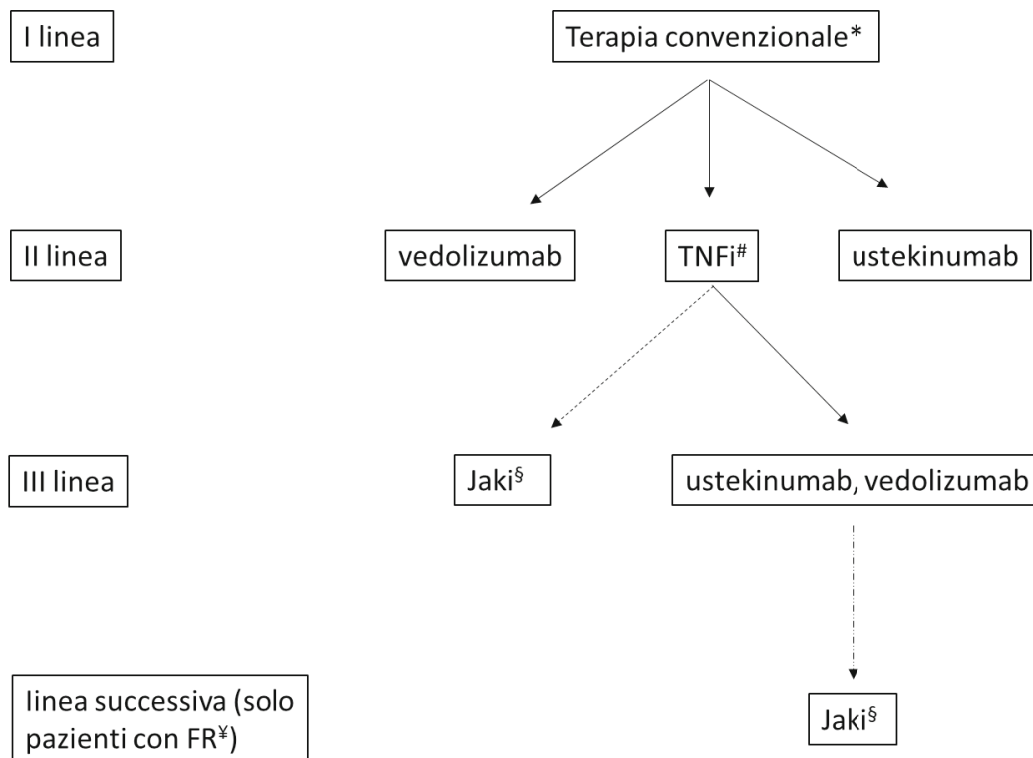 I linea
Terapia convenzionale*
II linea
vedolizumab
TNFi#
ustekinumab
III linea
Jaki§
ustekinumab, vedolizumab
linea successiva (solo
pazienti con FR¥)
Jaki§